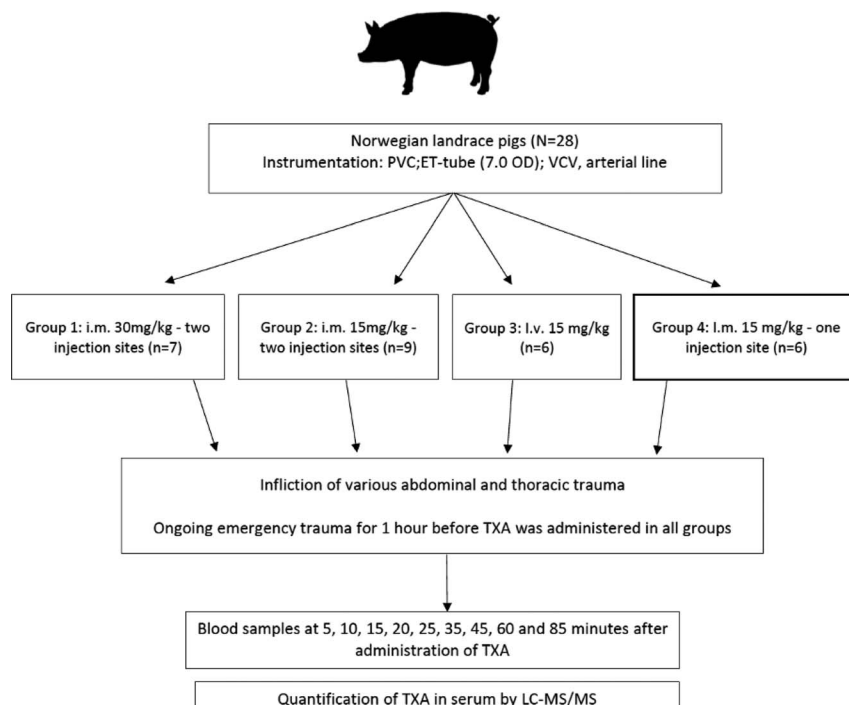 Norwegian landrace pigs (N=28)
Instrumentation: PVC;ET-tube (7.0 OD); VCV, arterial line
Group 1: i.m. 30mg/kg - two
injection sites (n=7)
Group 2: i.m. 15mg/kg -
two injection sites (n=9)
Group 3: I.v. 15 mg/kg
(n=6)
Group 4: I.m. 15 mg/kg - one
injection site (n=6)
Infliction of various abdominal and thoracic trauma
Ongoing emergency trauma for 1 hour before TXA was administered in all groups
Blood samples at 5, 10, 15, 20, 25, 35, 45, 60 and 85 minutes after
administration of TXA
Quantification of TXA in serum by LC-MS/MS